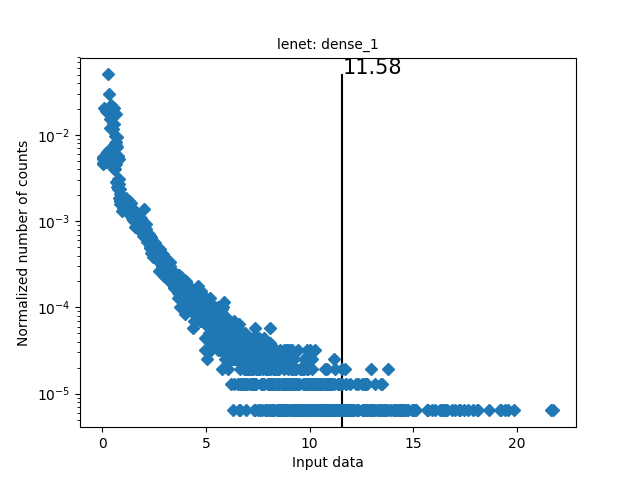 lenet: dense_1
11.58
Normalized number of counts
10⁻²
10⁻³
10⁻⁴
10⁻⁵
0 5 10 15 20
Input data